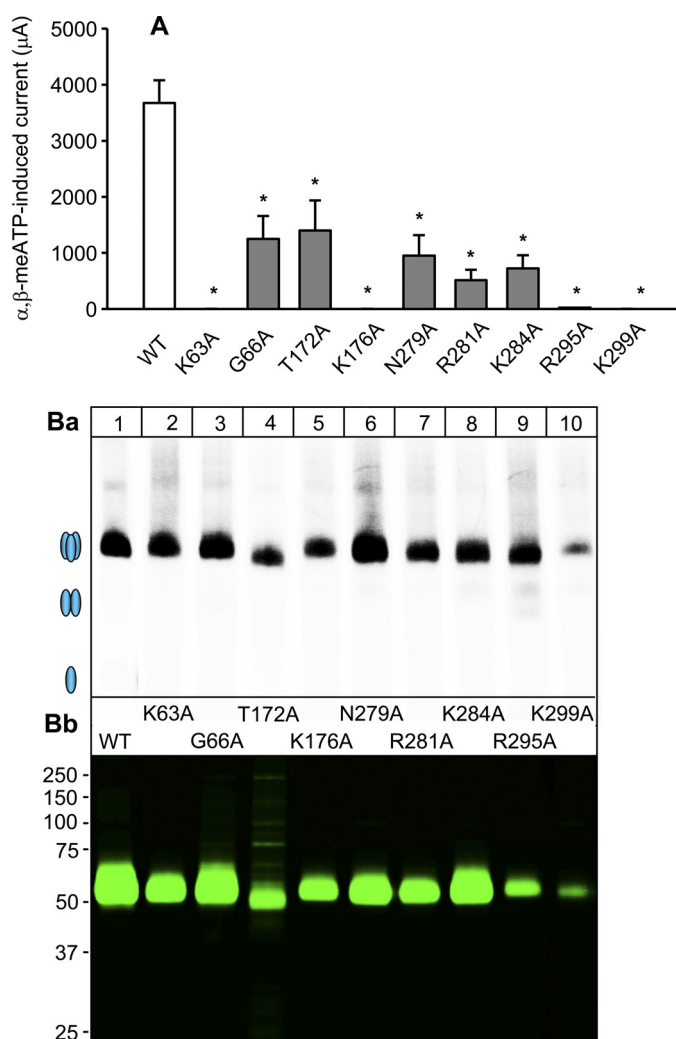 A
α,β-meATP-induced current (µA)
5000
4000
3000
2000
1000
0
* * * * * * * * *
WT K63A G66A T172A K176A N279A R281A K284A R295A K299A
Ba
1 2 3 4 5 6 7 8 9 10
K63A T172A N279A K284A K299A
Bb
WT G66A K176A R281A R295A
250
150
100
75
50
37
25